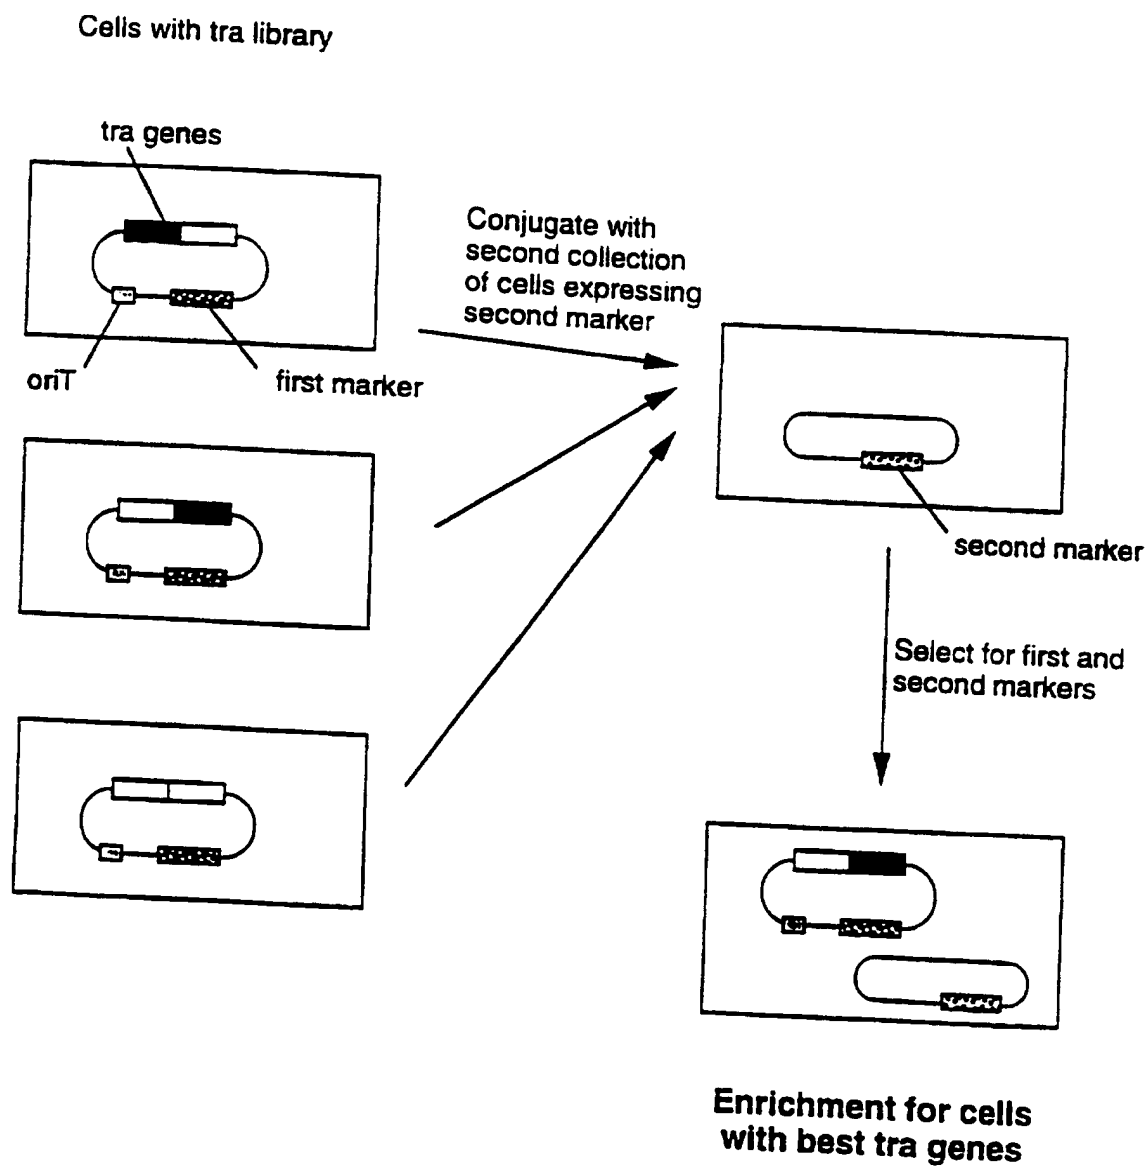 Cells with tra library
tra genes
Conjugate with
second collection
of cells expressing
second marker
oriT
first marker
second marker
Select for first and
second markers
Enrichment for cells
with best tra genes